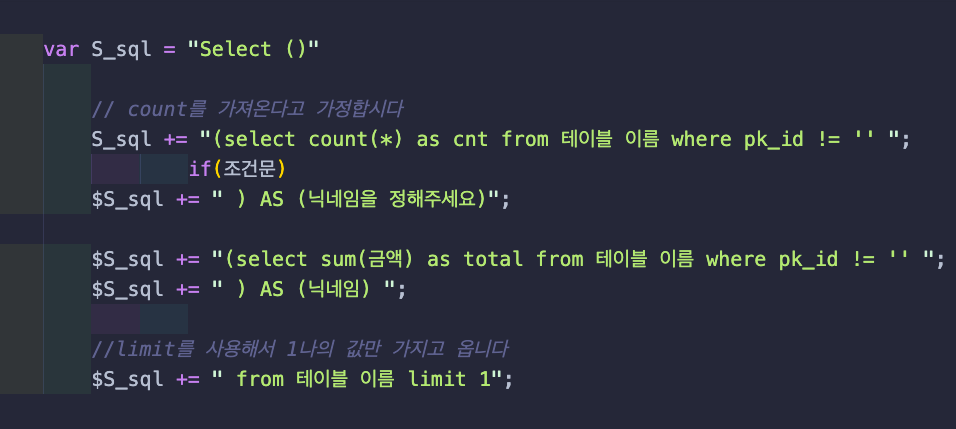 var S_sql = "Select ()"
// count를 가져온다고 가정합시다
S_sql += "(select count(*) as cnt from 테이블 이름 where pk_id != '' ";
if(조건문)
$S_sql += " ) AS (닉네임을 정해주세요)";
$S_sql += "(select sum(금액) as total from 테이블 이름 where pk_id != '' ";
$S_sql += " ) AS (닉네임) ";
//limit를 사용해서 1나의 값만 가지고 옵니다
$S_sql += " from 테이블 이름 limit 1";